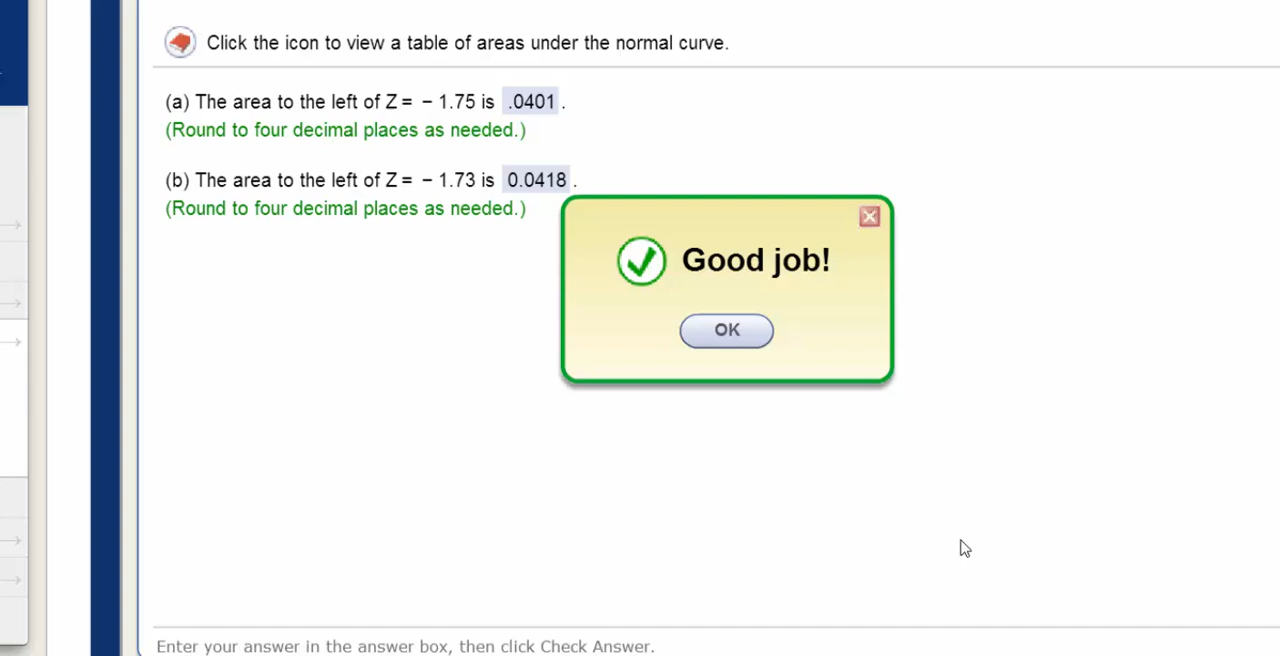 Click the icon to view a table of areas under the normal curve.
(a) The area to the left of Z = − 1.75 is .0401 .
(Round to four decimal places as needed.)
(b) The area to the left of Z = − 1.73 is 0.0418 .
(Round to four decimal places as needed.)
Good job!
OK
Enter your answer in the answer box, then click Check Answer.